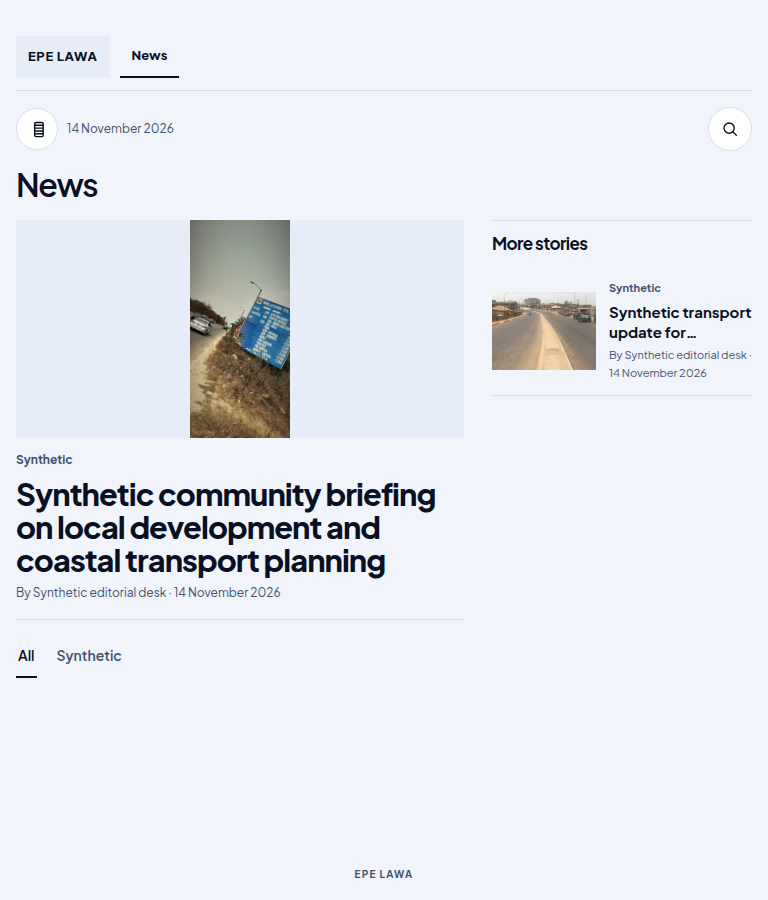 EPE LAWA
News
14 November 2026
News
WELCOME TO
Synthetic
Synthetic community briefing
on local development and
coastal transport planning
By Synthetic editorial desk · 14 November 2026
More stories
Synthetic
Synthetic transport
update for…
By Synthetic editorial desk ·
14 November 2026
All
Synthetic
EPE LAWA